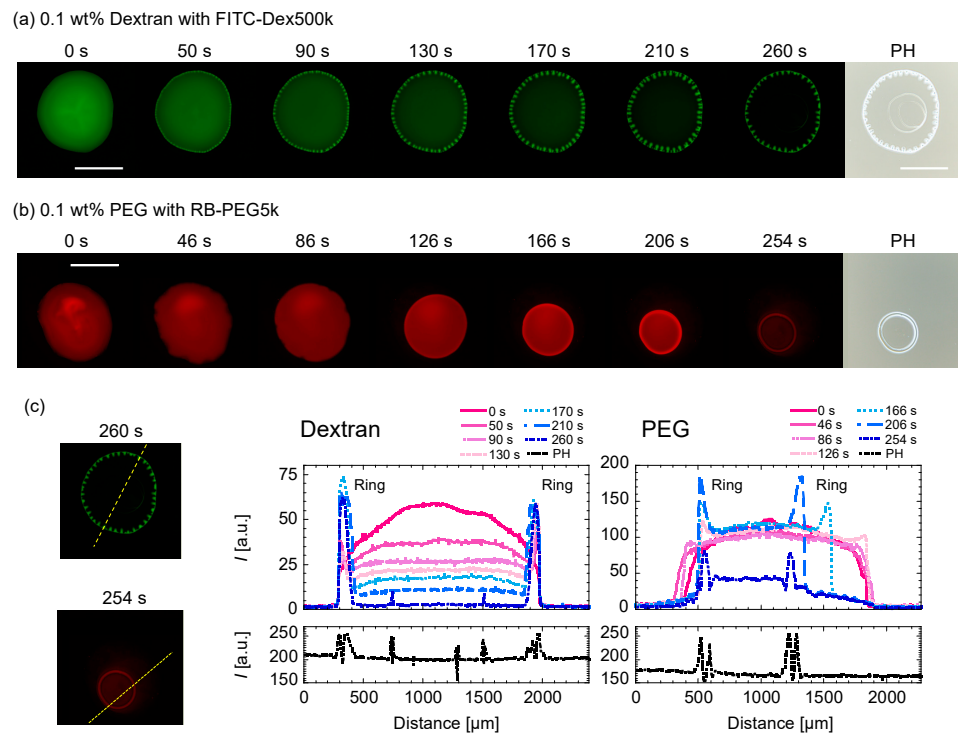 (a) 0.1 wt% Dextran with FITC-Dex500k
0 s 50 s 90 s 130 s 170 s 210 s 260 s PH
(b) 0.1 wt% PEG with RB-PEG5k
0 s 46 s 86 s 126 s 166 s 206 s 254 s PH
(c)
260 s
254 s
Dextran
0 s 170 s
50 s 210 s
90 s 260 s
130 s PH
Ring Ring
I [a.u.]
75
50
25
0
I [a.u.]
250
200
150
0 500 1000 1500 2000
Distance [µm]
PEG
0 s 166 s
46 s 206 s
86 s 254 s
126 s PH
Ring Ring
200
150
100
50
0
250
200
150
0 500 1000 1500 2000
Distance [µm]